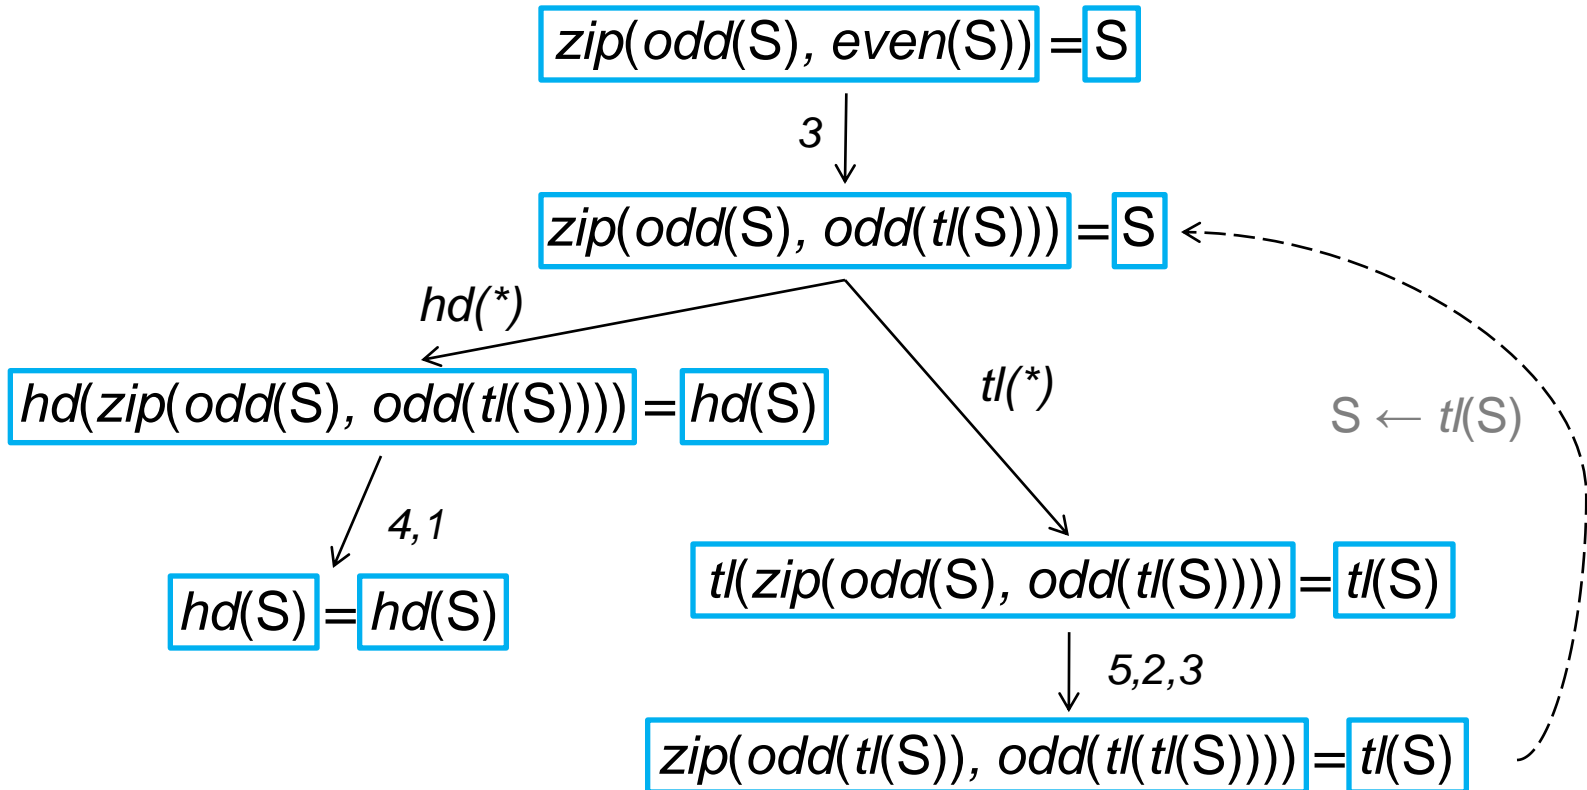 zip(odd(S), even(S)) = S
3
zip(odd(S), odd(tl(S))) = S
hd(*)
tl(*)
hd(zip(odd(S), odd(tl(S)))) = hd(S)
S ← tl(S)
4,1
tl(zip(odd(S), odd(tl(S)))) = tl(S)
hd(S) = hd(S)
5,2,3
zip(odd(tl(S)), odd(tl(tl(S)))) = tl(S)